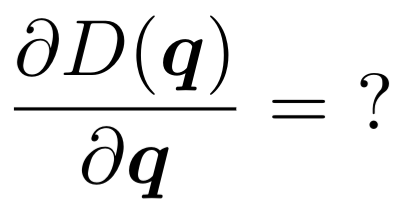 ∂D(𝒒)/∂𝒒 = ?